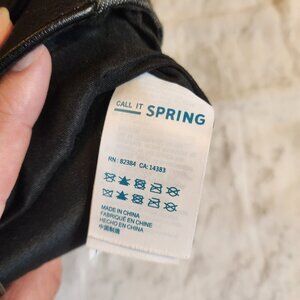 CALL IT SPRING
RN: 82384 CA: 14383
MADE IN CHINA
FABRIQUÉ EN CHINE
HECHO EN CHINA
中国制造